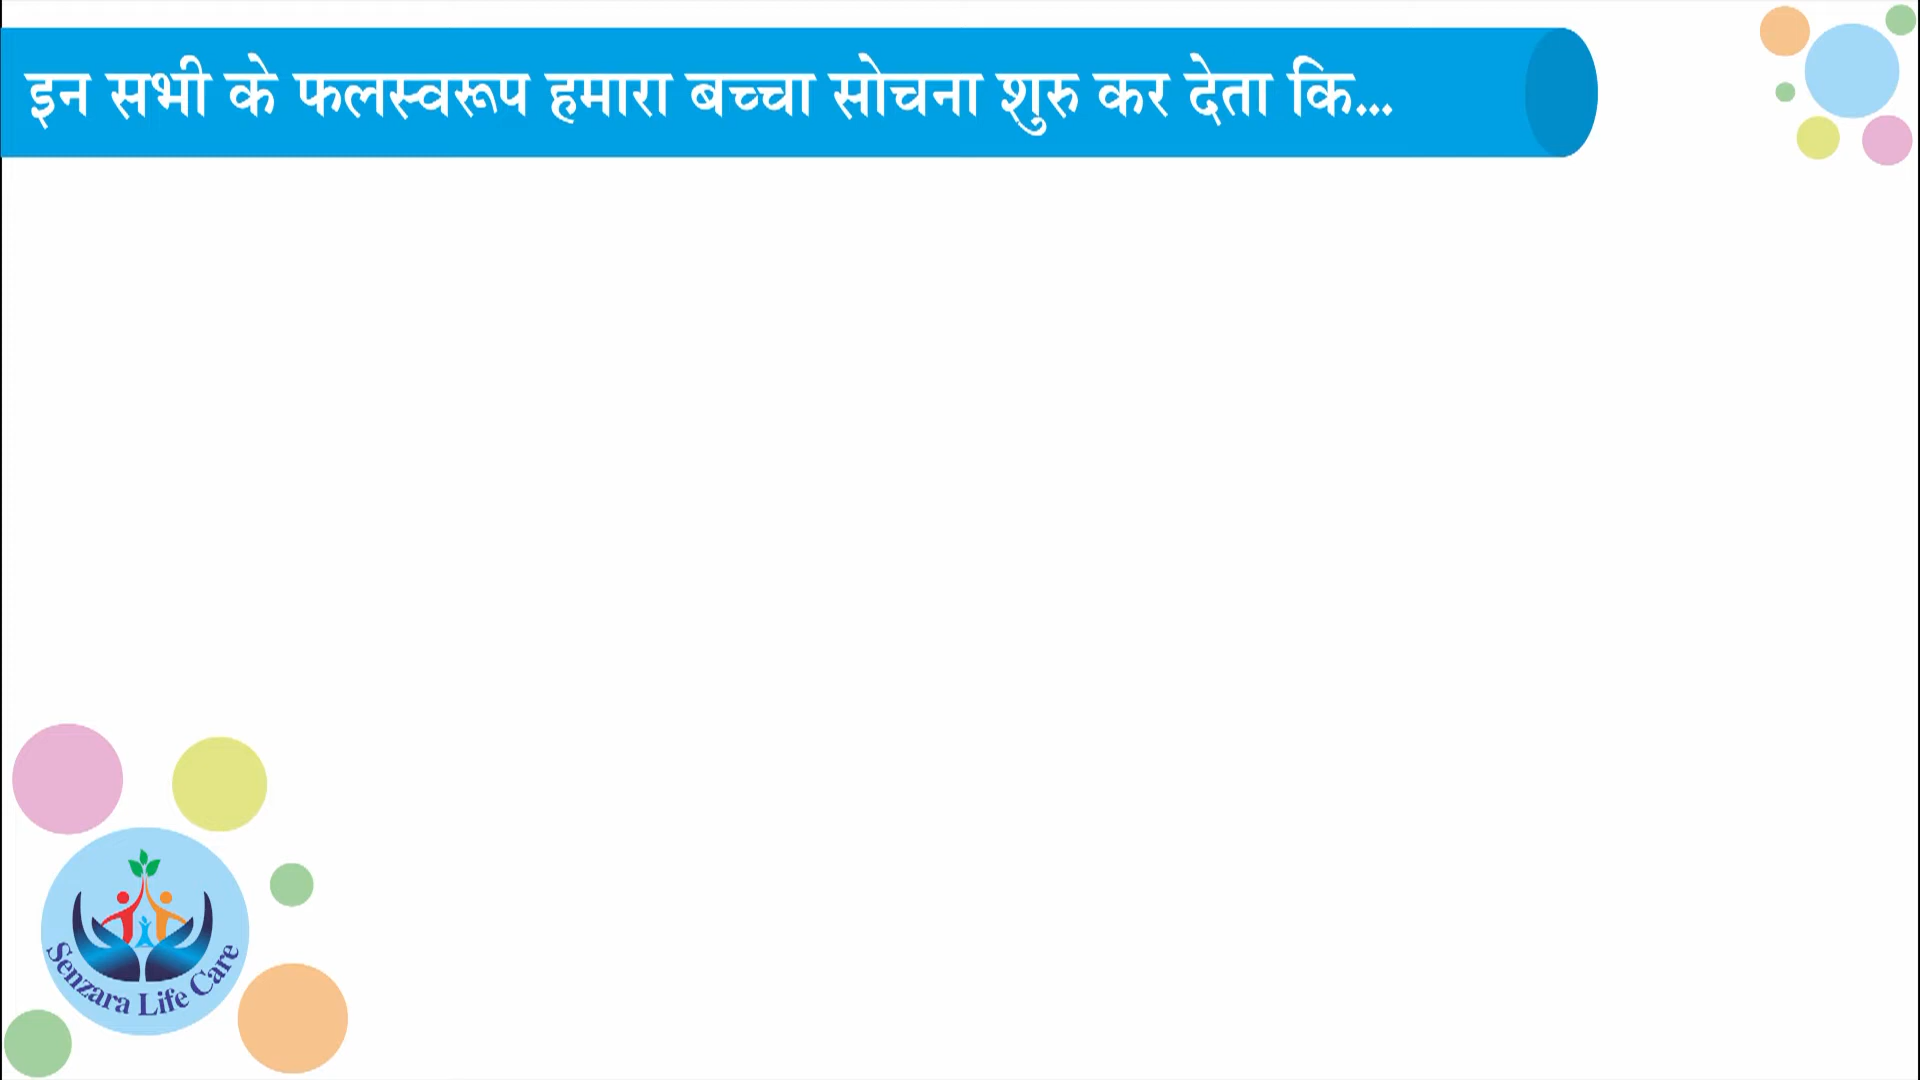 इन सभी के फलस्वरूप हमारा बच्चा सोचना शुरु कर देता कि...
Senzara Life Care